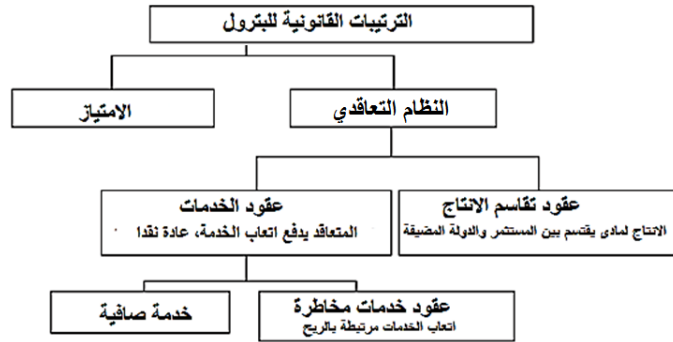 الترتيبات القانونية للبترول
النظام التعاقدي
الامتياز
عقود تقاسم الانتاج
الانتاج لمادى يقتسم بين المستثمر والدولة المضيفة
عقود الخدمات
المتعاقد يدفع اتعاب الخدمة، عادة نقدا
عقود خدمات مخاطرة
اتعاب الخدمات مرتبطة بالربح
خدمة صافية